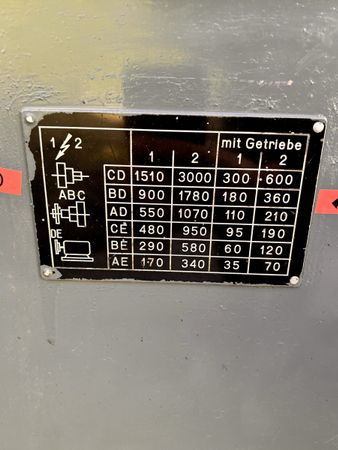 1 2
mit Getriebe
1 2 1 2
CD 1510 3000 300 600
ABC BD 900 1780 180 360
AD 550 1070 110 210
DE CE 480 950 95 190
BE 290 580 60 120
AE 170 340 35 70